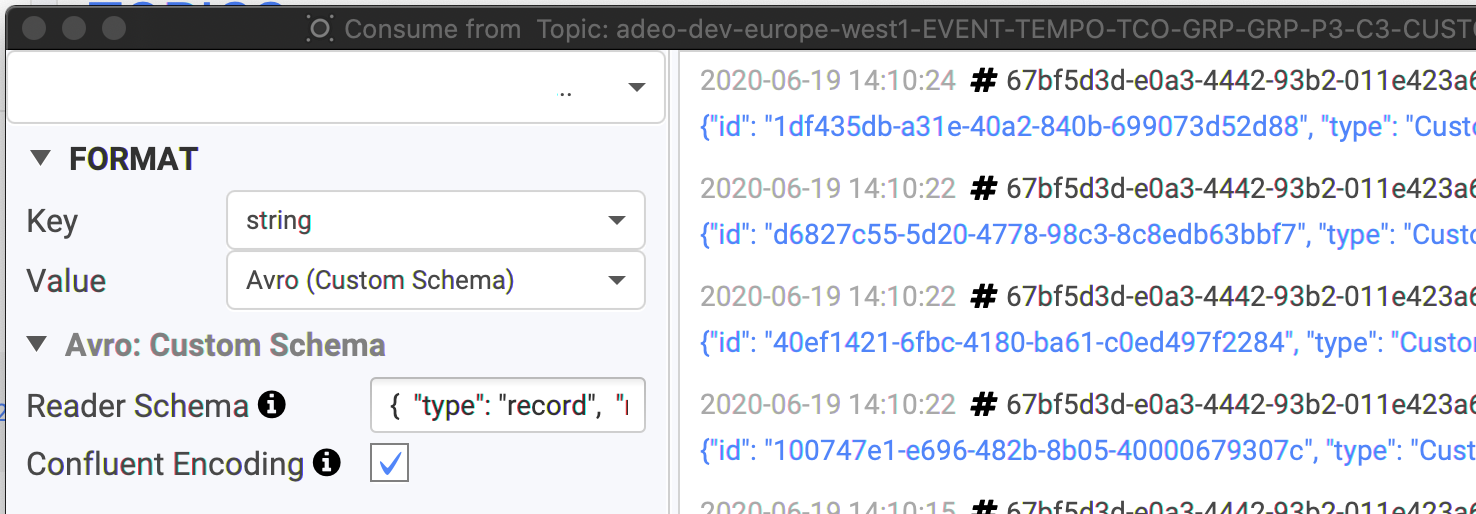 Consume from Topic: adeo-dev-europe-west1-EVENT-TEMPO-TCO-GRP-GRP-P3-C3-CUSTO
..
FORMAT
Key string
Value Avro (Custom Schema)
Avro: Custom Schema
Reader Schema { "type": "record", "
Confluent Encoding
2020-06-19 14:10:24 # 67bf5d3d-e0a3-4442-93b2-011e423a6
{"id": "1df435db-a31e-40a2-840b-699073d52d88", "type": "Custo
2020-06-19 14:10:22 # 67bf5d3d-e0a3-4442-93b2-011e423a6
{"id": "d6827c55-5d20-4778-98c3-8c8edb63bbf7", "type": "Custo
2020-06-19 14:10:22 # 67bf5d3d-e0a3-4442-93b2-011e423a6
{"id": "40ef1421-6fbc-4180-ba61-c0ed497f2284", "type": "Custon
2020-06-19 14:10:22 # 67bf5d3d-e0a3-4442-93b2-011e423a6
{"id": "100747e1-e696-482b-8b05-40000679307c", "type": "Cust
2020-06-19 14:10:15 # 67bf5d3d-e0a3-4442-93b2-011e423a6